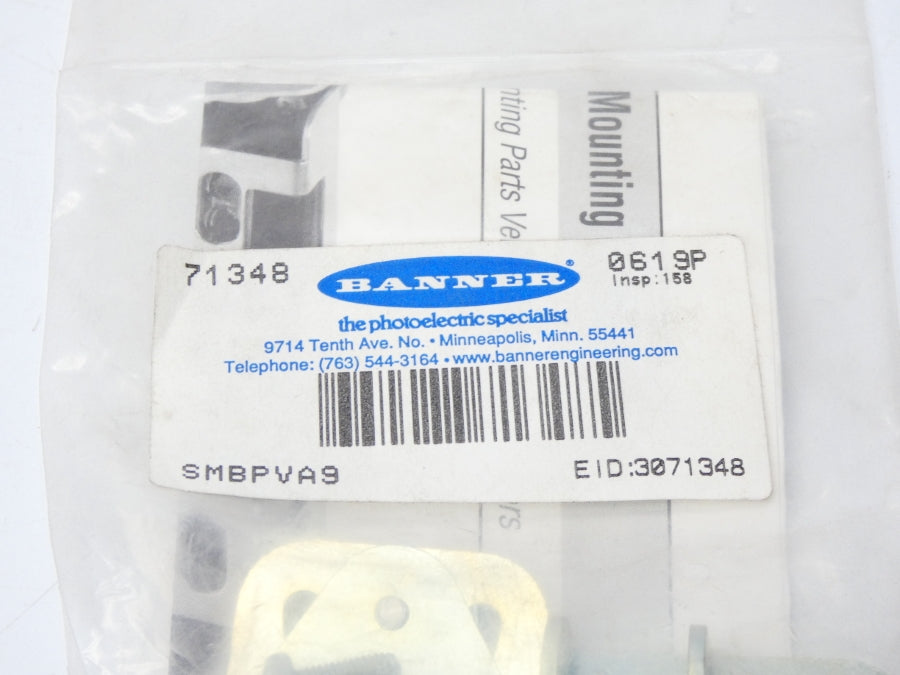 Mounting
nting Parts Ve
71348
BANNER®
0619P
Insp:158
the photoelectric specialist
9714 Tenth Ave. No. • Minneapolis, Minn. 55441
Telephone: (763) 544-3164 • www.bannerengineering.com
SMBPVA9
EID:3071348
rs